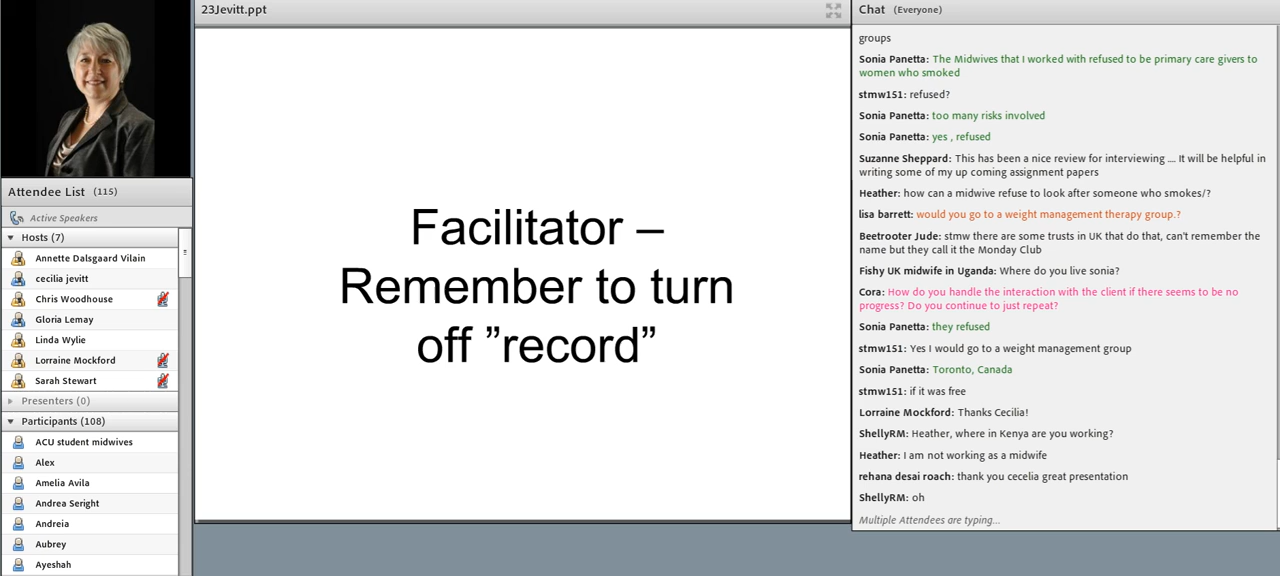 23Jevitt.ppt
Chat (Everyone)
Attendee List (115)
Active Speakers
Hosts (7)
Annette Dalsgaard Vilain
cecilia jevitt
Chris Woodhouse
Gloria Lemay
Linda Wylie
Lorraine Mockford
Sarah Stewart
Presenters (0)
Participants (108)
ACU student midwives
Alex
Amelia Avila
Andrea Seright
Andreia
Aubrey
Ayeshah
Facilitator –
Remember to turn
off ”record”
groups
Sonia Panetta: The Midwives that I worked with refused to be primary care givers to
women who smoked
stmw151: refused?
Sonia Panetta: too many risks involved
Sonia Panetta: yes , refused
Suzanne Sheppard: This has been a nice review for interviewing .... It will be helpful in
writing some of my up coming assignment papers
Heather: how can a midwive refuse to look after someone who smokes/?
lisa barrett: would you go to a weight management therapy group.?
Beetrooter Jude: stmw there are some trusts in UK that do that, can't remember the
name but they call it the Monday Club
Fishy UK midwife in Uganda: Where do you live sonia?
Cora: How do you handle the interaction with the client if there seems to be no
progress? Do you continue to just repeat?
Sonia Panetta: they refused
stmw151: Yes I would go to a weight management group
Sonia Panetta: Toronto, Canada
stmw151: if it was free
Lorraine Mockford: Thanks Cecilia!
ShellyRM: Heather, where in Kenya are you working?
Heather: I am not working as a midwife
rehana desai roach: thank you cecelia great presentation
ShellyRM: oh
Multiple Attendees are typing...